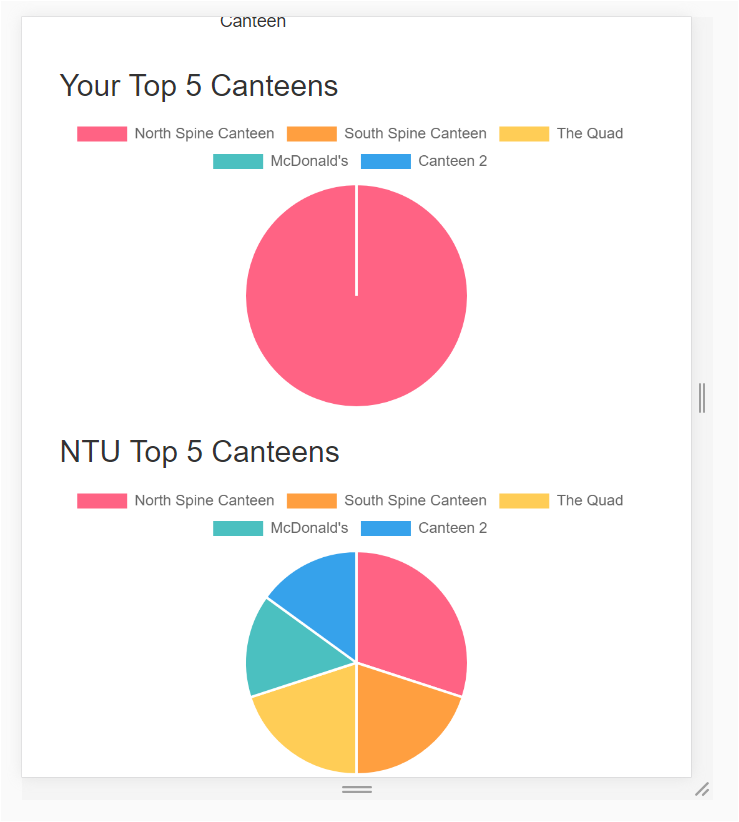 Canteen
Your Top 5 Canteens
North Spine Canteen South Spine Canteen The Quad
McDonald's Canteen 2
NTU Top 5 Canteens
North Spine Canteen South Spine Canteen The Quad
McDonald's Canteen 2